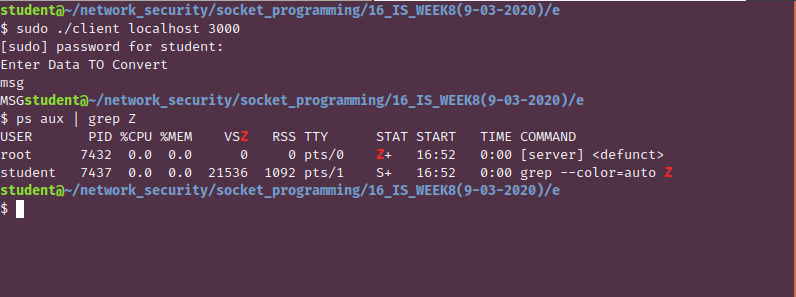 student@~/network_security/socket_programming/16_IS_WEEK8(9-03-2020)/e
$ sudo ./client localhost 3000
[sudo] password for student:
Enter Data TO Convert
msg
MSGstudent@~/network_security/socket_programming/16_IS_WEEK8(9-03-2020)/e
$ ps aux | grep Z
USER       PID %CPU %MEM    VSZ   RSS TTY      STAT START   TIME COMMAND
root      7432  0.0  0.0      0     0 pts/0    Z+   16:52   0:00 [server] <defunct>
student   7437  0.0  0.0  21536  1092 pts/1    S+   16:52   0:00 grep --color=auto Z
student@~/network_security/socket_programming/16_IS_WEEK8(9-03-2020)/e
$